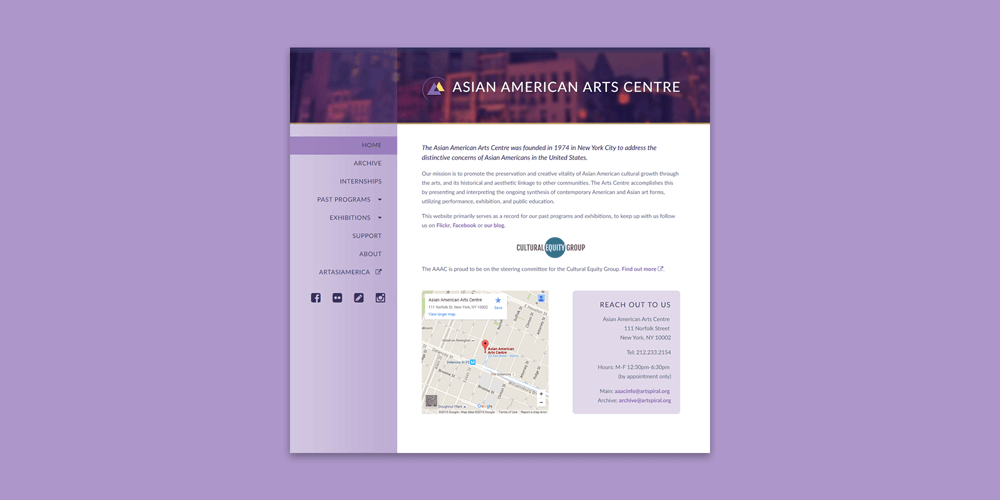 ASIAN AMERICAN ARTS CENTRE
HOME
ARCHIVE
INTERNSHIPS
PAST PROGRAMS
EXHIBITIONS
SUPPORT
ABOUT
ARTASIAMERICA
The Asian American Arts Centre was founded in 1974 in New York City to address the
distinctive concerns of Asian Americans in the United States.
Our mission is to promote the preservation and creative vitality of Asian American cultural growth through
the arts, and its historical and aesthetic linkage to other communities. The Arts Centre accomplishes this
by presenting and interpreting the ongoing synthesis of contemporary American and Asian art forms,
utilizing performance, exhibition, and public education.
This website primarily serves as a record for our past programs and exhibitions, to keep up with us follow
us on Flickr, Facebook or our blog.
CULTURAL EQUITY GROUP
The AAAC is proud to be on the steering committee for the Cultural Equity Group. Find out more.
Asian American Arts Centre
111 Norfolk St, New York, NY 10002
Save
View larger map
Asian American
Arts Centre
Google
Terms of Use
Report a map error
REACH OUT TO US
Asian American Arts Centre
111 Norfolk Street
New York, NY 10002
Tel: 212.233.2154
Hours: M-F 12:30pm-6:30pm
(by appointment only)
Main: aaacinfo@artspiral.org
Archive: archive@artspiral.org